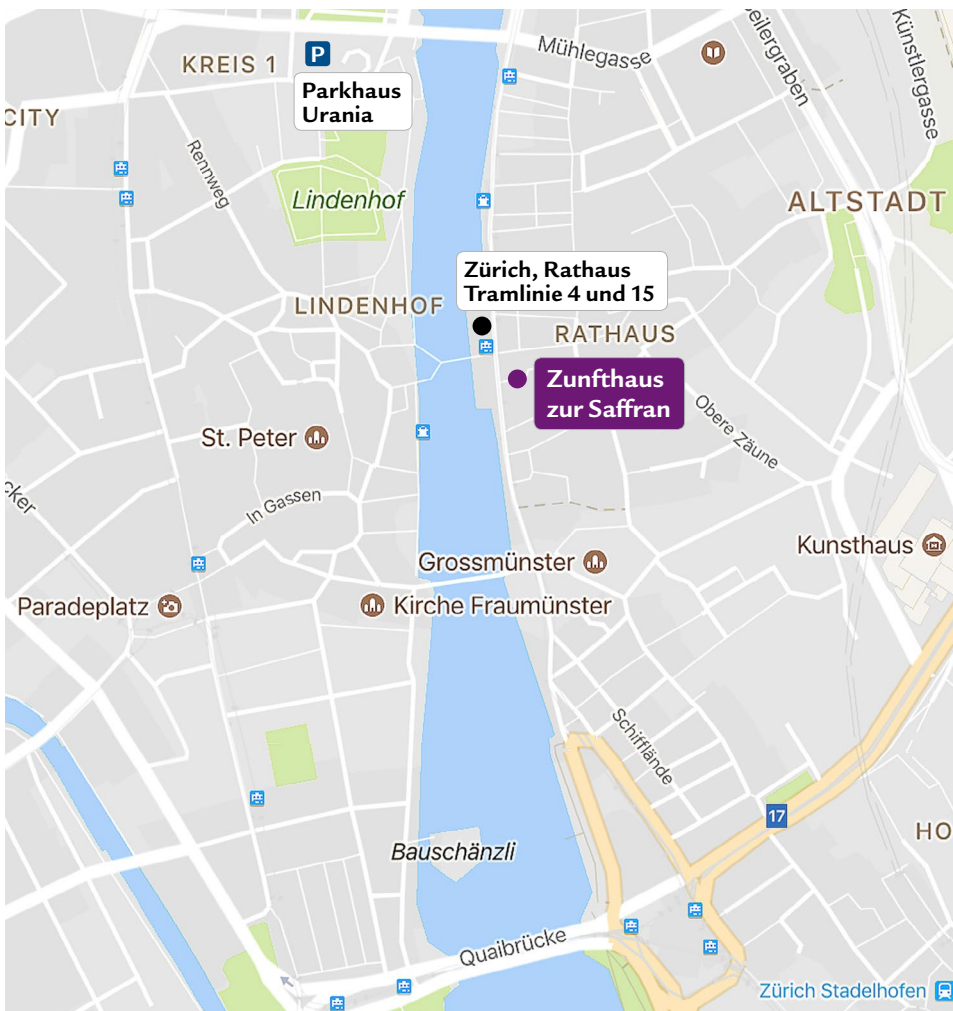 KREIS 1
P
Parkhaus
Urania
Mühlegasse
Seilergraben
Künstlergasse
CITY
Rennweg
Lindenhof
ALTSTADT
Zürich, Rathaus
Tramlinie 4 und 15
LINDENHOF
RATHAUS
Zunfthaus
zur Saffran
St. Peter
Obere Zäune
In Gassen
Kunsthaus
Grossmünster
Paradeplatz
Kirche Fraumünster
Schifflände
17
HO
Bauschänzli
Quaibrücke
Zürich Stadelhofen